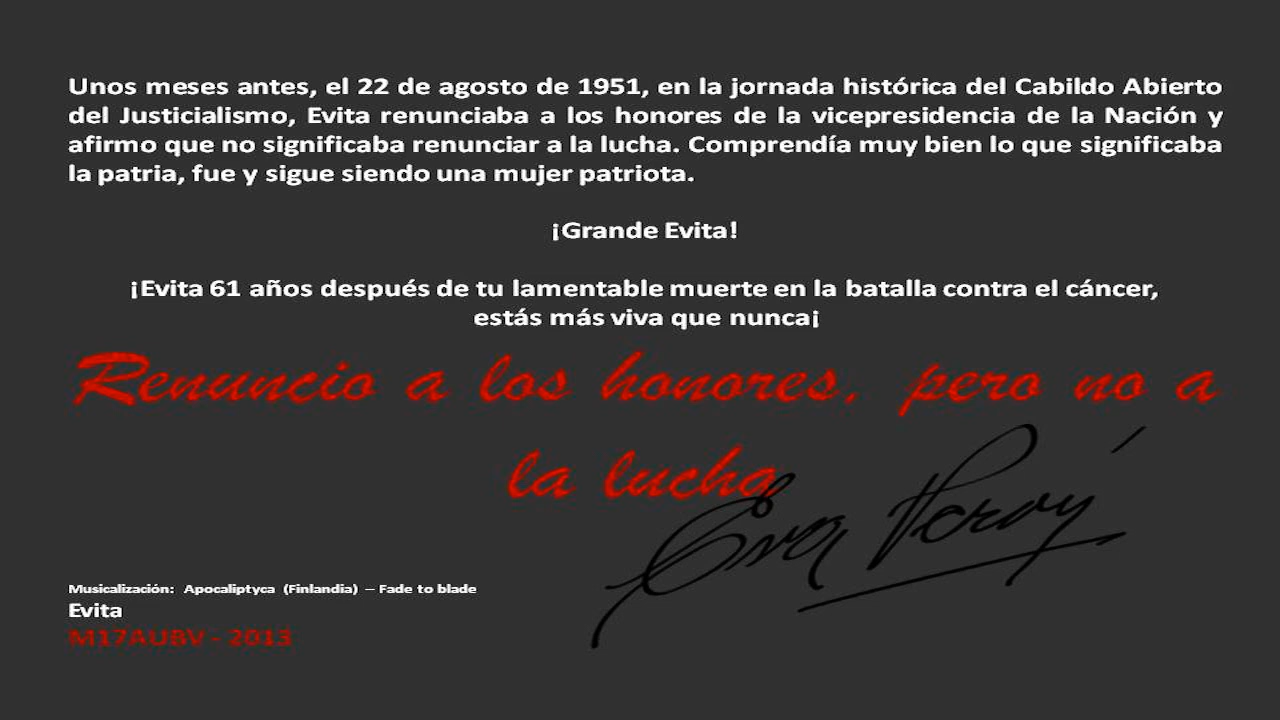 Unos meses antes, el 22 de agosto de 1951, en la jornada histórica del Cabildo Abierto
del Justicialismo, Evita renunciaba a los honores de la vicepresidencia de la Nación y
afirmo que no significaba renunciar a la lucha. Comprendía muy bien lo que significaba
la patria, fue y sigue siendo una mujer patriota.
¡Grande Evita!
¡Evita 61 años después de tu lamentable muerte en la batalla contra el cáncer,
estás más viva que nunca¡
Renuncio a los honores, pero no a
la lucha
Eva Perón
Musicalización: Apocaliptyca (Finlandia) – Fade to blade
Evita
M17AUBV - 2013